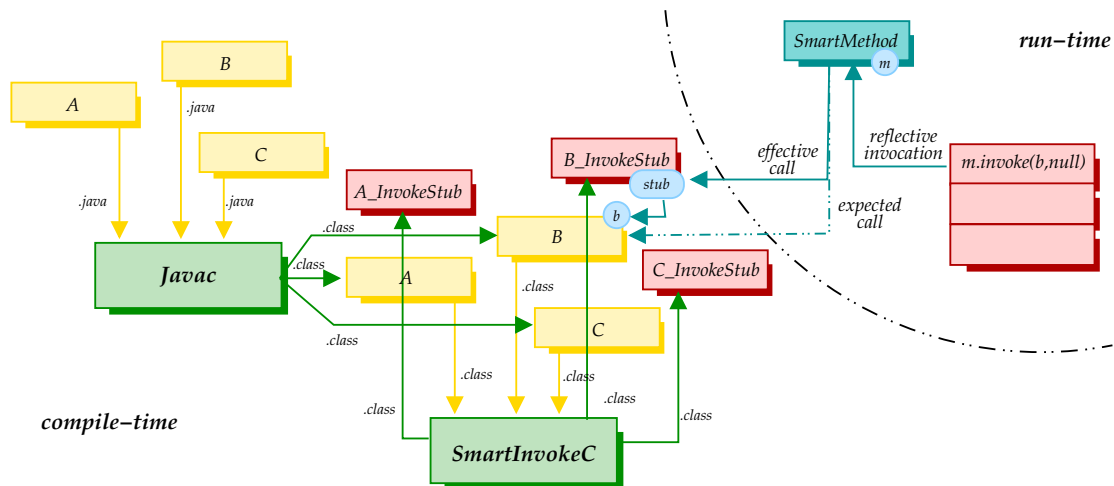 SmartMethod
m
run-time
B
.java
A
.java
C
.java
B_InvokeStub
effective
call
reflective
invocation
m.invoke(b,null)
A_InvokeStub
stub
b
expected
call
.class
B
Javac
.class
A
.class
C_InvokeStub
.class
C
.class
.class
.class
.class
.class
compile-time
SmartInvokeC